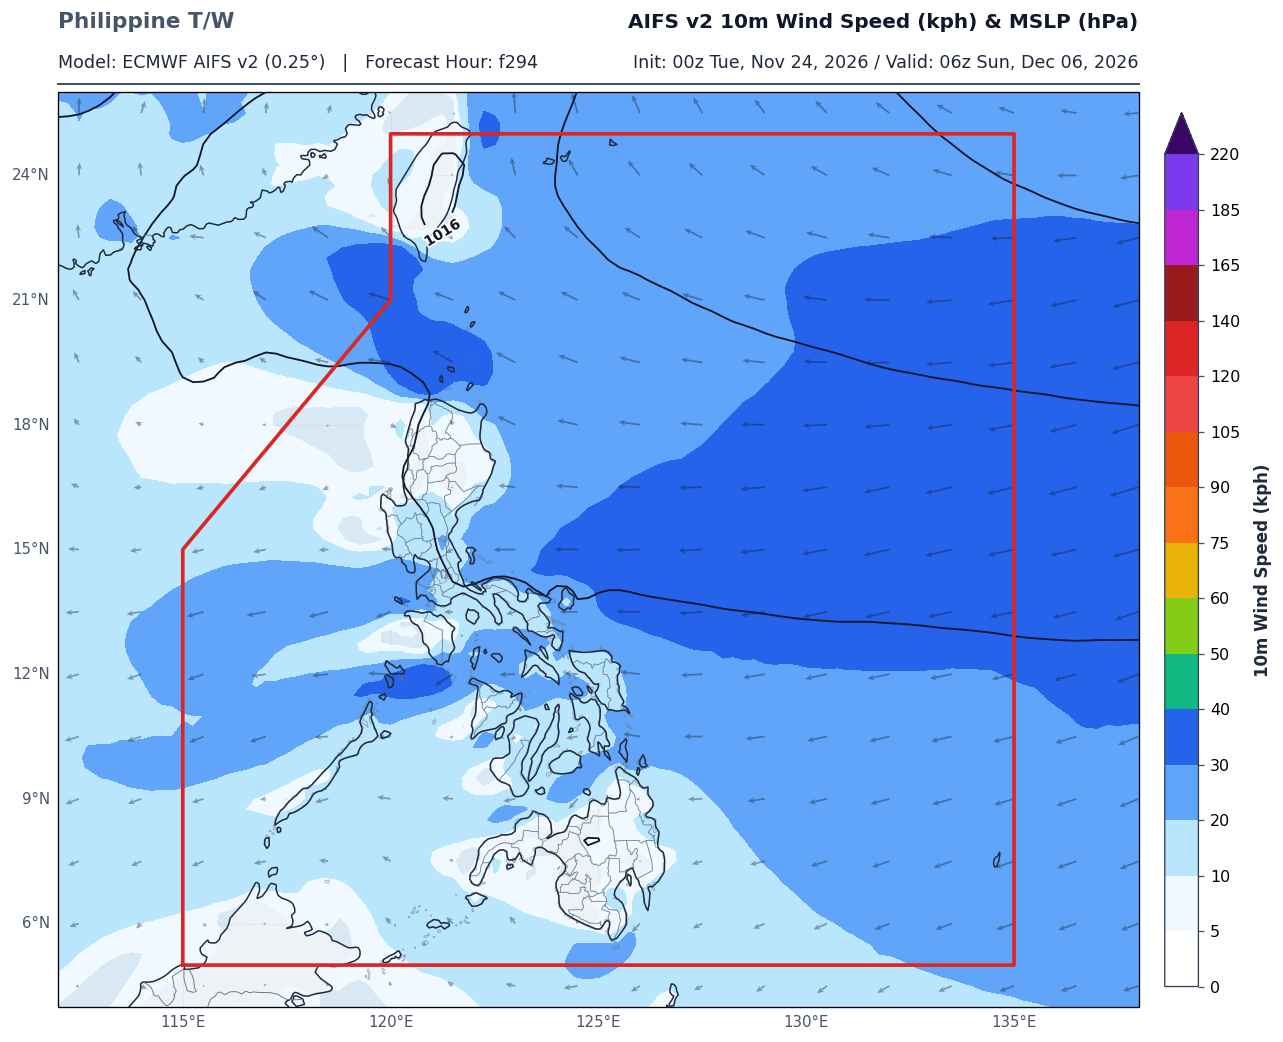 Philippine T/W
AIFS v2 10m Wind Speed (kph) & MSLP (hPa)
Model: ECMWF AIFS v2 (0.25°)   |   Forecast Hour: f294
Init: 00z Tue, Nov 24, 2026 / Valid: 06z Sun, Dec 06, 2026
24°N
21°N
18°N
15°N
12°N
9°N
6°N
1016
115°E
120°E
125°E
130°E
135°E
220
185
165
140
120
105
90
75
60
50
40
30
20
10
5
0
10m Wind Speed (kph)